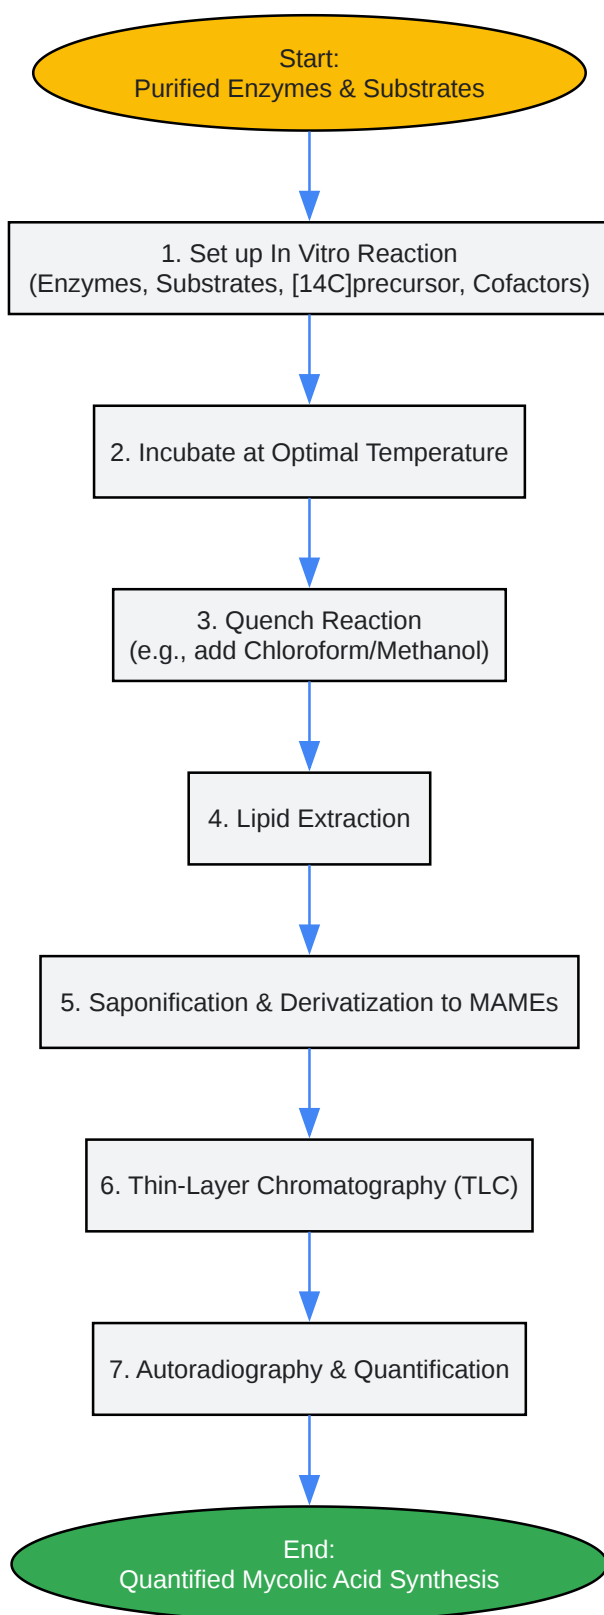 Start:
Purified Enzymes & Substrates
1. Set up In Vitro Reaction
(Enzymes, Substrates, [14C]precursor, Cofactors)
2. Incubate at Optimal Temperature
3. Quench Reaction
(e.g., add Chloroform/Methanol)
4. Lipid Extraction
5. Saponification & Derivatization to MAMEs
6. Thin-Layer Chromatography (TLC)
7. Autoradiography & Quantification
End:
Quantified Mycolic Acid Synthesis